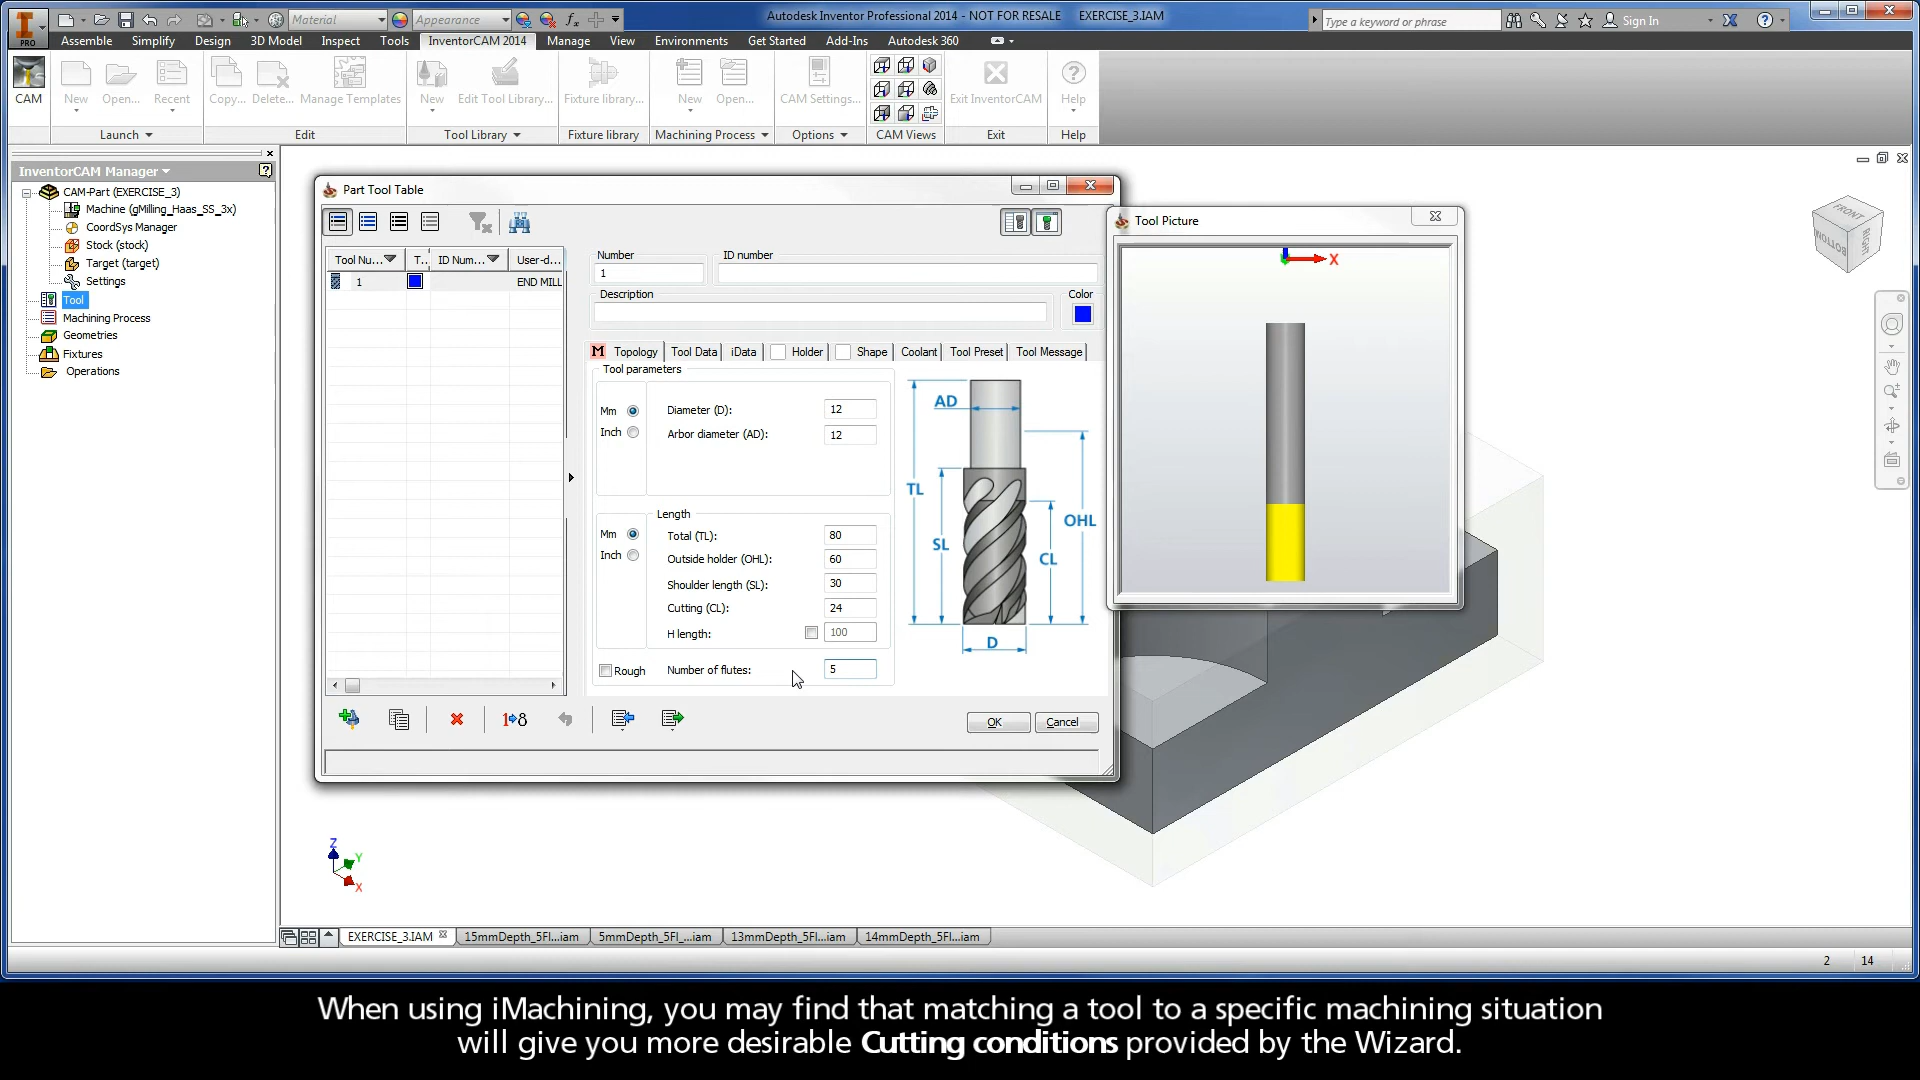 Material
Appearance
Autodesk Inventor Professional 2014 - NOT FOR RESALE EXERCISE_3.IAM
Type a keyword or phrase
Sign In
PRO
Assemble Simplify Design 3D Model Inspect Tools InventorCAM 2014 Manage View Environments Get Started Add-Ins Autodesk 360
CAM New Open... Recent Copy... Delete... Manage Templates New Edit Tool Library... Fixture library... New Open... CAM Settings... Exit InventorCAM Help
Launch Edit Tool Library Fixture library Machining Process Options CAM Views Exit Help
InventorCAM Manager
CAM-Part (EXERCISE_3)
Machine (gMilling_Haas_SS_3x)
CoordSys Manager
Stock (stock)
Target (target)
Settings
Tool
Machining Process
Geometries
Fixtures
Operations
Part Tool Table
Tool Nu... T.. ID Num... User-d...
1 END MILL
Number
1
ID number
Description
Color
M Topology Tool Data iData Holder Shape Coolant Tool Preset Tool Message
Tool parameters
Mm
Inch
Diameter (D): 12
Arbor diameter (AD): 12
Length
Mm
Inch
Total (TL): 80
Outside holder (OHL): 60
Shoulder length (SL): 30
Cutting (CL): 24
H length: 100
Rough
Number of flutes: 5
AD
TL
OHL
SL
CL
D
1 8
OK
Cancel
Tool Picture
X
FRONT
RIGHT
BOTTOM
Z
Y
X
EXERCISE_3.IAM 15mmDepth_5Fl...iam 5mmDepth_5Fl_...iam 13mmDepth_5Fl...iam 14mmDepth_5Fl...iam
2 14
When using iMachining, you may find that matching a tool to a specific machining situation
will give you more desirable Cutting conditions provided by the Wizard.